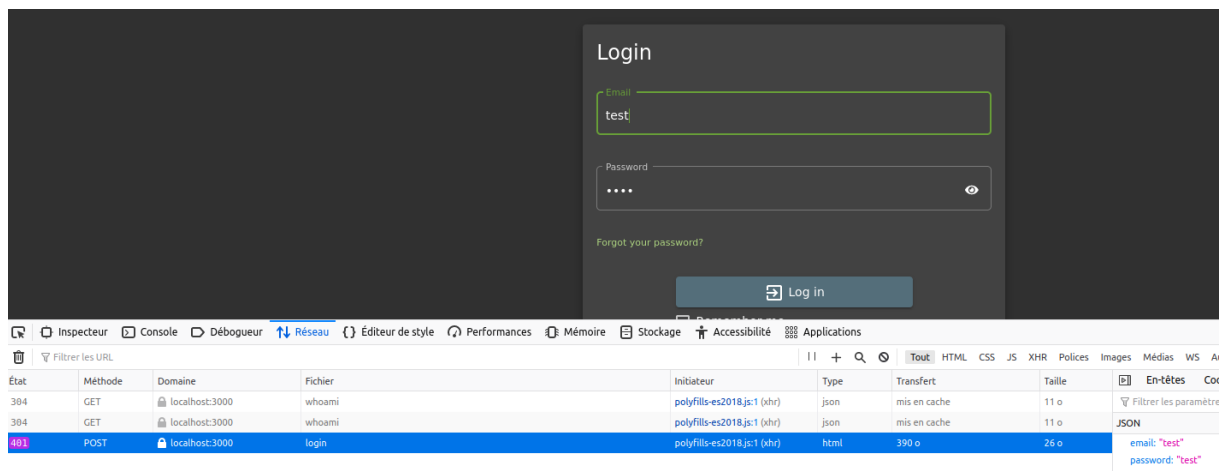 Login
Email
test
Password
••••
Forgot your password?
Log in
Remember me
Inspecteur Console Débogueur Réseau Éditeur de style Performances Mémoire Stockage Accessibilité Applications
Filtrer les URL Tout HTML CSS JS XHR Polices Images Médias WS
État Méthode Domaine Fichier Initiateur Type Transfert Taille En-têtes
304 GET localhost:3000 whoami polyfills-es2018.js:1 (xhr) json mis en cache 11 o Filtrer les paramètre
304 GET localhost:3000 whoami polyfills-es2018.js:1 (xhr) json mis en cache 11 o JSON
401 POST localhost:3000 login polyfills-es2018.js:1 (xhr) html 390 o 26 o email: "test"
password: "test"